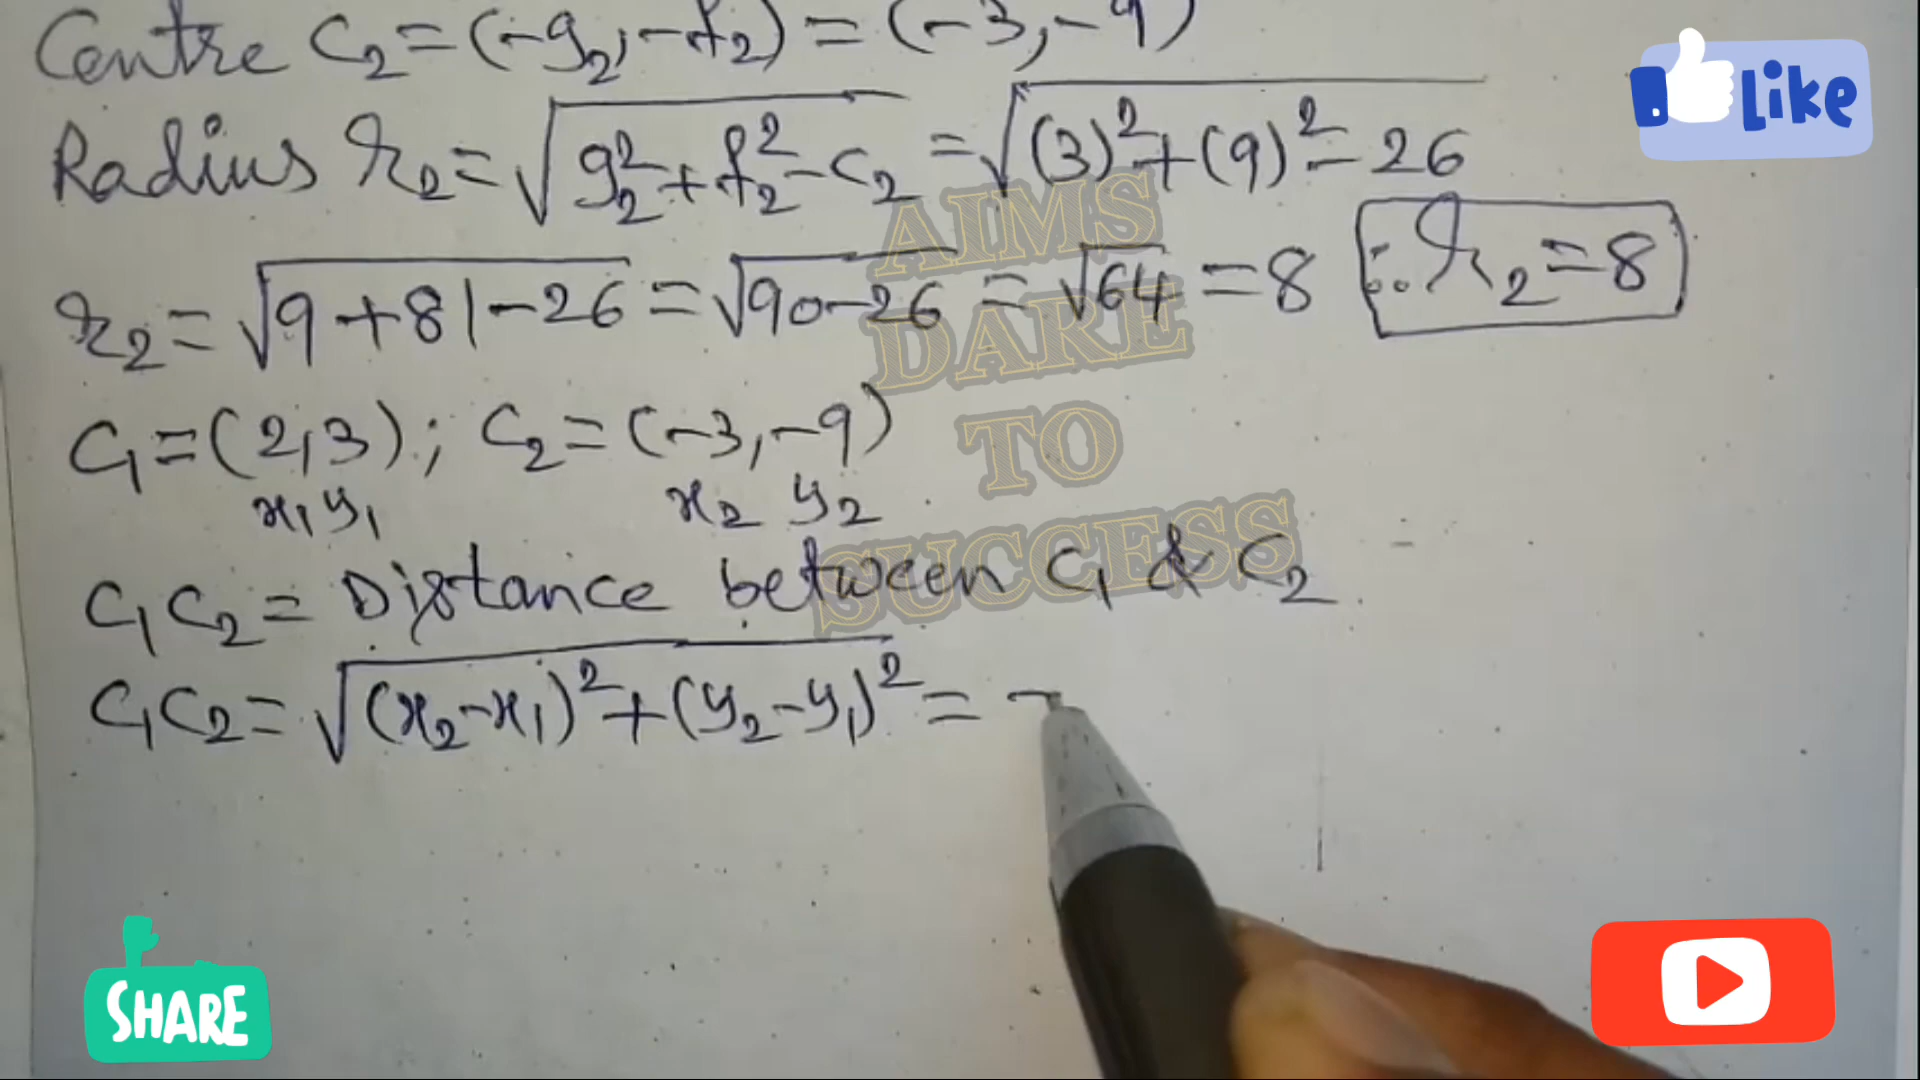 Centre C₂ = (-g₂, -f₂) = (-3, -9)
Radius r₂ = √(g₂² + f₂² - c₂) = √((3)² + (9)² - 26)
r₂ = √(9+81-26) = √(90-26) = √64 = 8 ∴ r₂ = 8
C₁ = (2,3); C₂ = (-3, -9)
x₁ y₁ x₂ y₂
C₁C₂ = Distance between C₁ & C₂
C₁C₂ = √((x₂-x₁)² + (y₂-y₁)²) =
Like
AIMS
DARE
TO
SUCCESS
SHARE